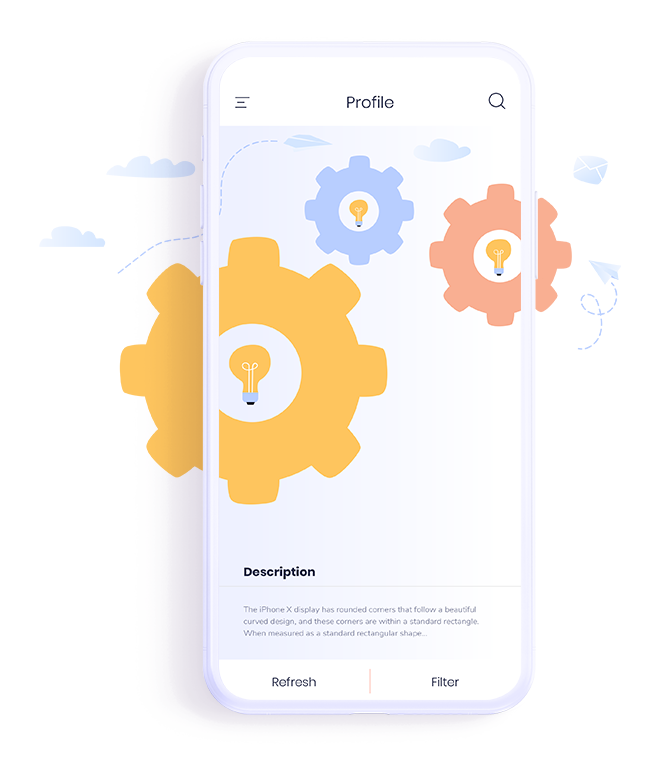 Profile
Description
The iPhone X display has rounded corners that follow a beautiful
curved design, and these corners are within a standard rectangle.
When measured as a standard rectangular shape...
Refresh
Filter